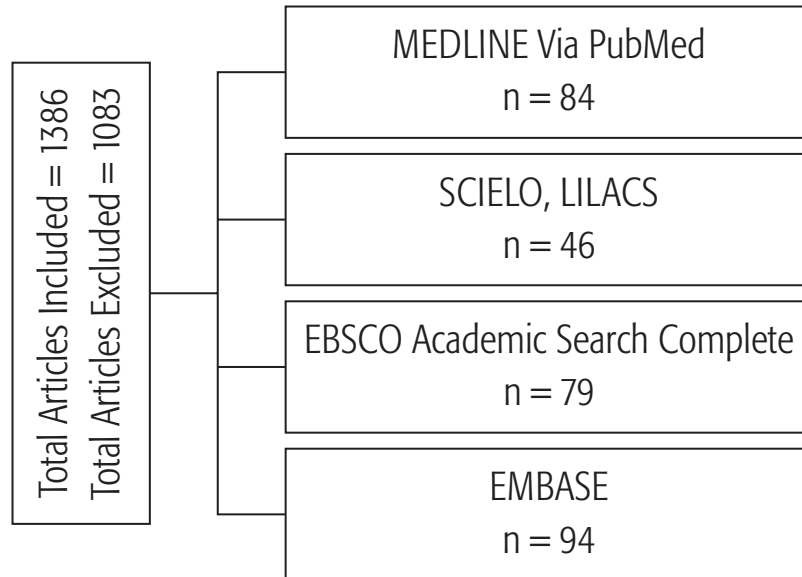 Total Articles Included = 1386
Total Articles Excluded = 1083
MEDLINE Via PubMed
n = 84
SCIELO, LILACS
n = 46
EBSCO Academic Search Complete
n = 79
EMBASE
n = 94